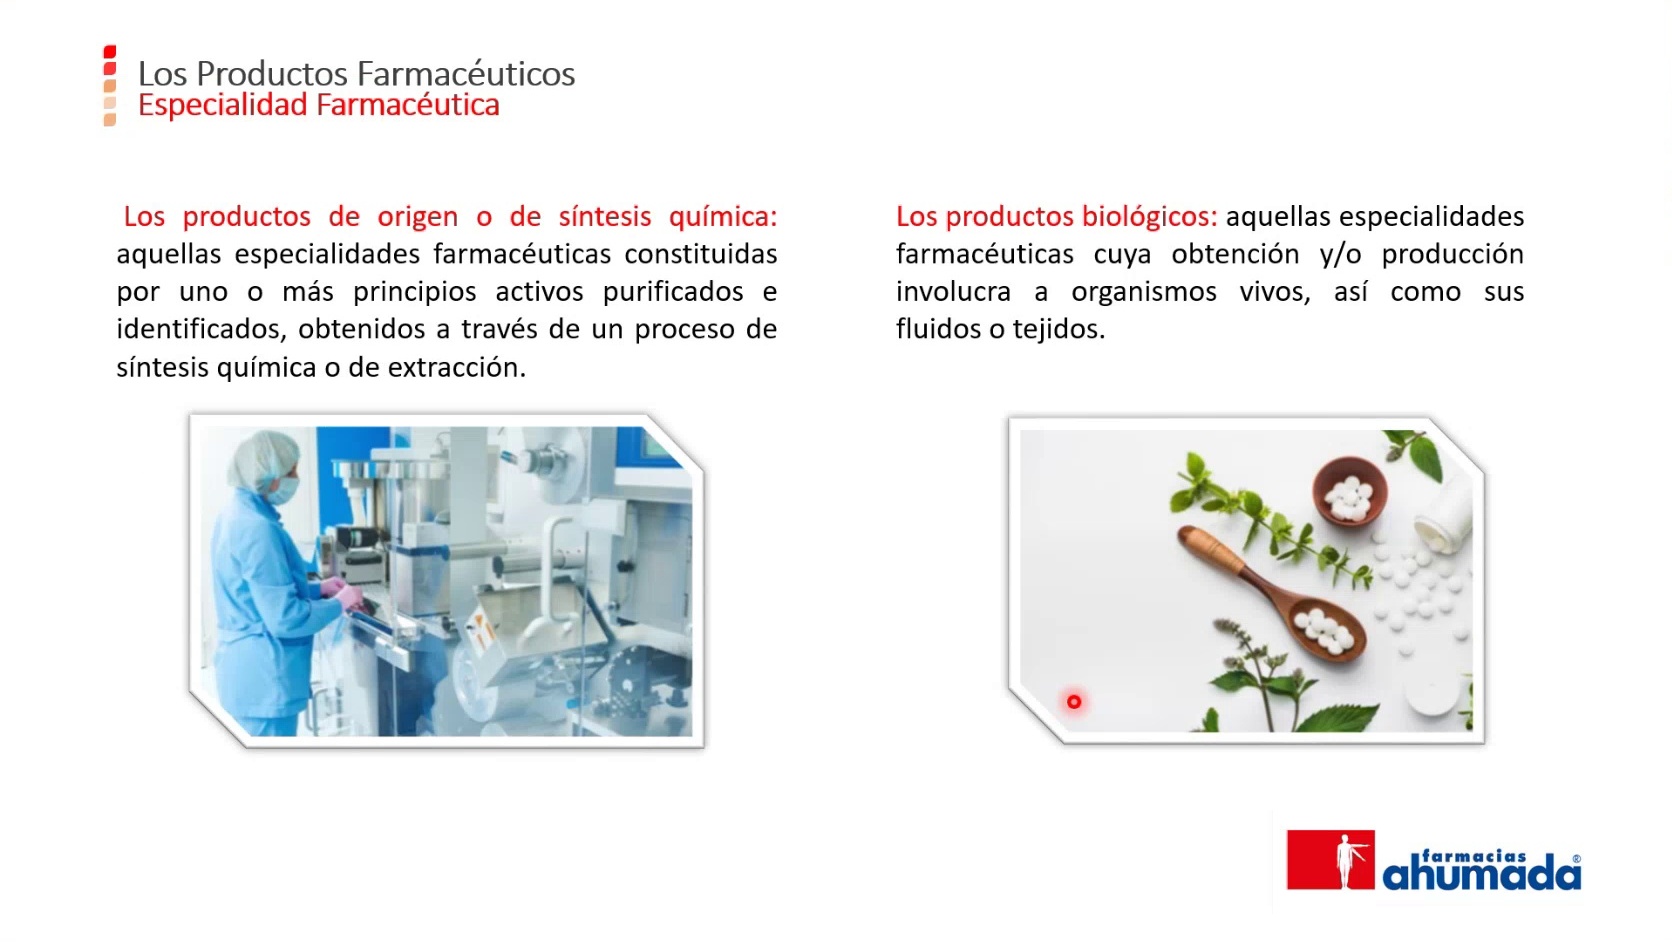 Los Productos Farmacéuticos
Especialidad Farmacéutica
Los productos de origen o de síntesis química:
aquellas especialidades farmacéuticas constituidas
por uno o más principios activos purificados e
identificados, obtenidos a través de un proceso de
síntesis química o de extracción.
Los productos biológicos: aquellas especialidades
farmacéuticas cuya obtención y/o producción
involucra a organismos vivos, así como sus
fluidos o tejidos.
farmacias
ahumada®